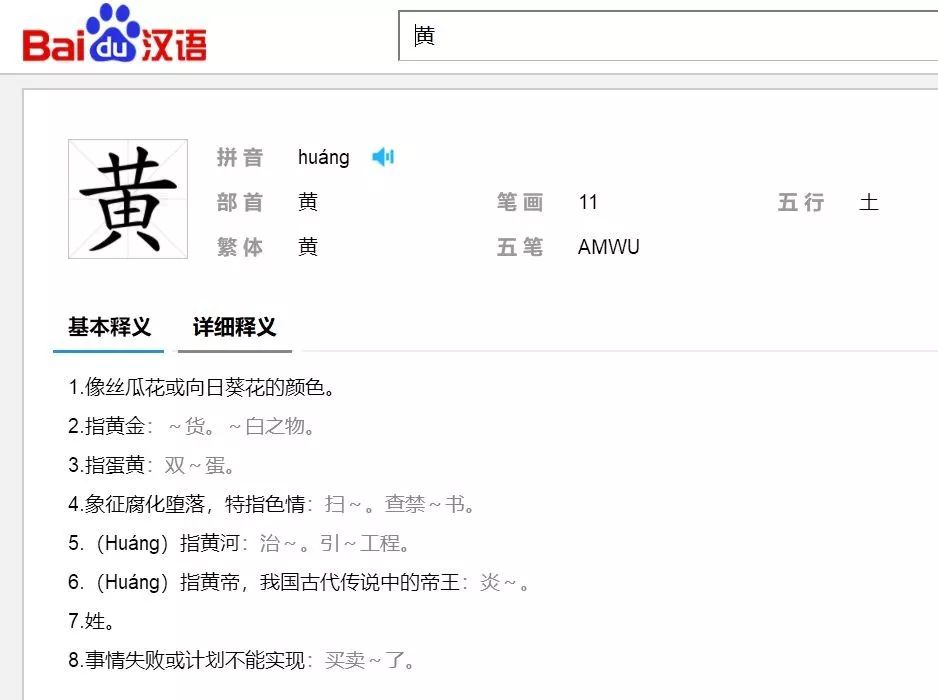 Bai du 汉语
黄
黄
拼音 huáng
部首 黄 笔画 11 五行 土
繁体 黄 五笔 AMWU
基本释义 详细释义
1.像丝瓜花或向日葵花的颜色。
2.指黄金：～货。～白之物。
3.指蛋黄：双～蛋。
4.象征腐化堕落，特指色情：扫～。查禁～书。
5.（Huáng）指黄河：治～。引～工程。
6.（Huáng）指黄帝，我国古代传说中的帝王：炎～。
7.姓。
8.事情失败或计划不能实现：买卖～了。